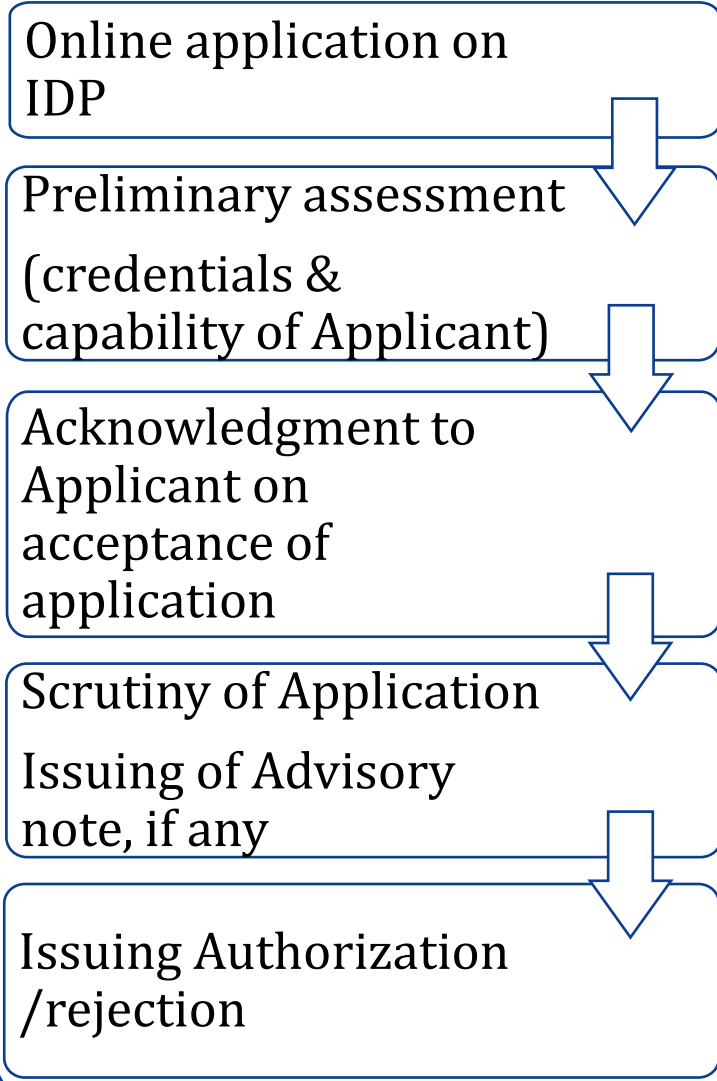 Online application on
IDP
Preliminary assessment
(credentials &
capability of Applicant)
Acknowledgment to
Applicant on
acceptance of
application
Scrutiny of Application
Issuing of Advisory
note, if any
Issuing Authorization
/rejection